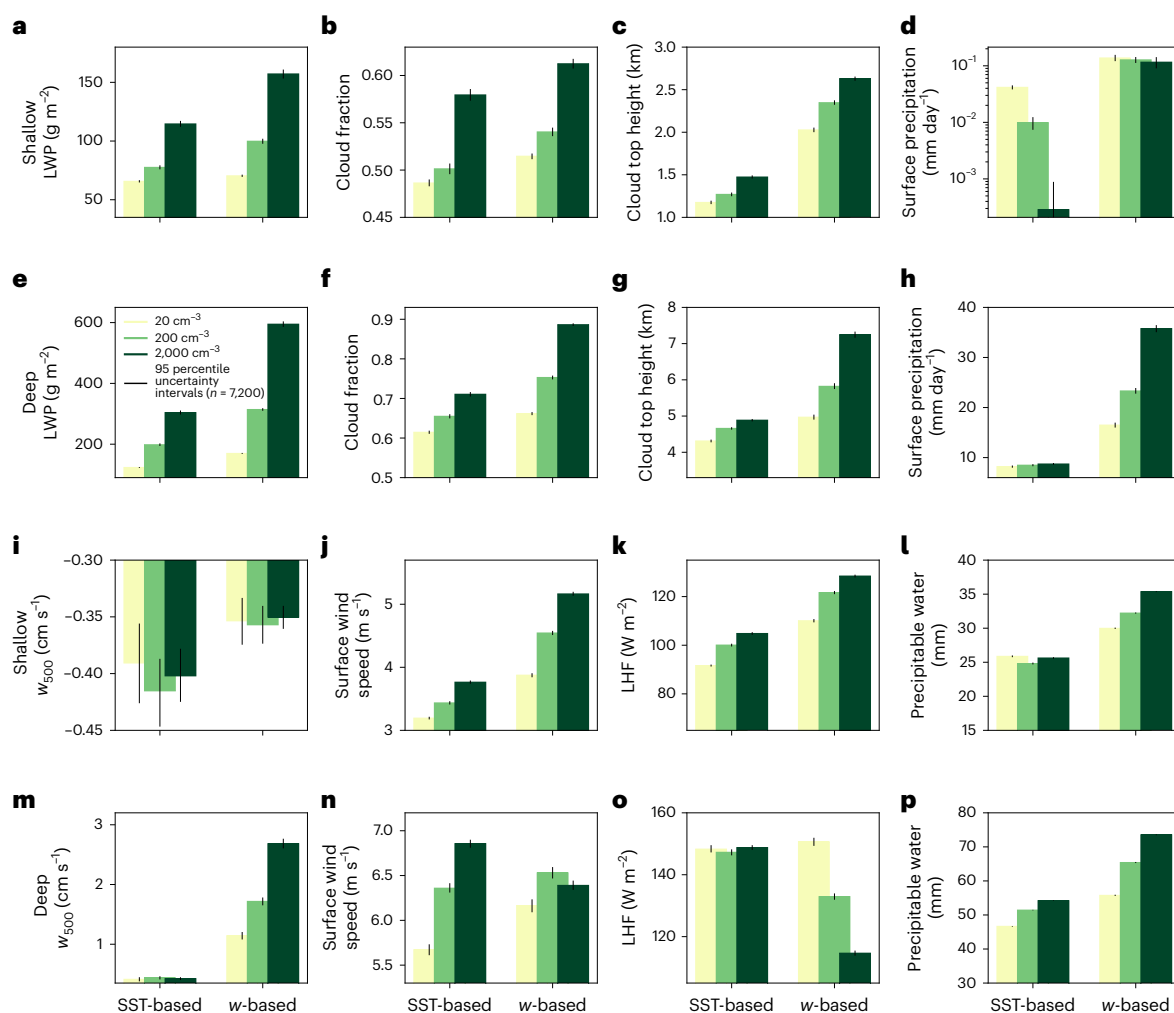 a
b
c
d
Shallow
LWP (g m−2)
150
100
50
Cloud fraction
0.60
0.55
0.50
0.45
Cloud top height (km)
3.0
2.5
2.0
1.5
1.0
Surface precipitation
(mm day−1)
10−1
10−2
10−3
e
f
g
h
Deep
LWP (g m−2)
600
400
200
20 cm−3
200 cm−3
2,000 cm−3
95 percentile
uncertainty
intervals (n = 7,200)
Cloud fraction
0.9
0.8
0.7
0.6
0.5
Cloud top height (km)
8
7
6
5
4
Surface precipitation
(mm day−1)
40
30
20
10
i
j
k
l
Shallow
w500 (cm s−1)
−0.30
−0.35
−0.40
−0.45
Surface wind
speed (m s−1)
5
4
3
LHF (W m−2)
120
100
80
Precipitable water
(mm)
40
35
30
25
20
15
m
n
o
p
Deep
w500 (cm s−1)
3
2
1
Surface wind
speed (m s−1)
7.0
6.5
6.0
5.5
LHF (W m−2)
160
140
120
Precipitable water
(mm)
80
70
60
50
40
30
SST-based w-based
SST-based w-based
SST-based w-based
SST-based w-based